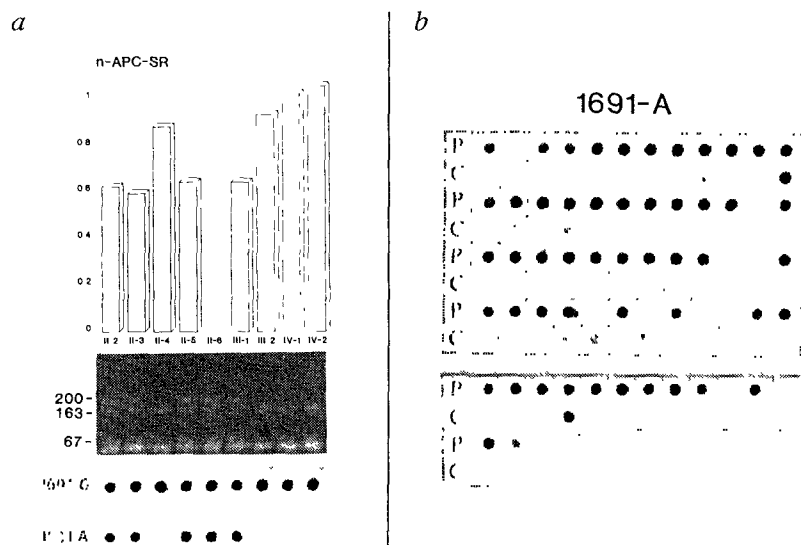 a
n-APC-SR
1
0.8
0.6
0.4
0.2
0
II 2 II-3 II-4 II-5 II-6 III-1 III 2 IV-1 IV-2
200-
163-
67-
b
1691-A
P
C
P
C
P
C
P
C
P
C
P
C